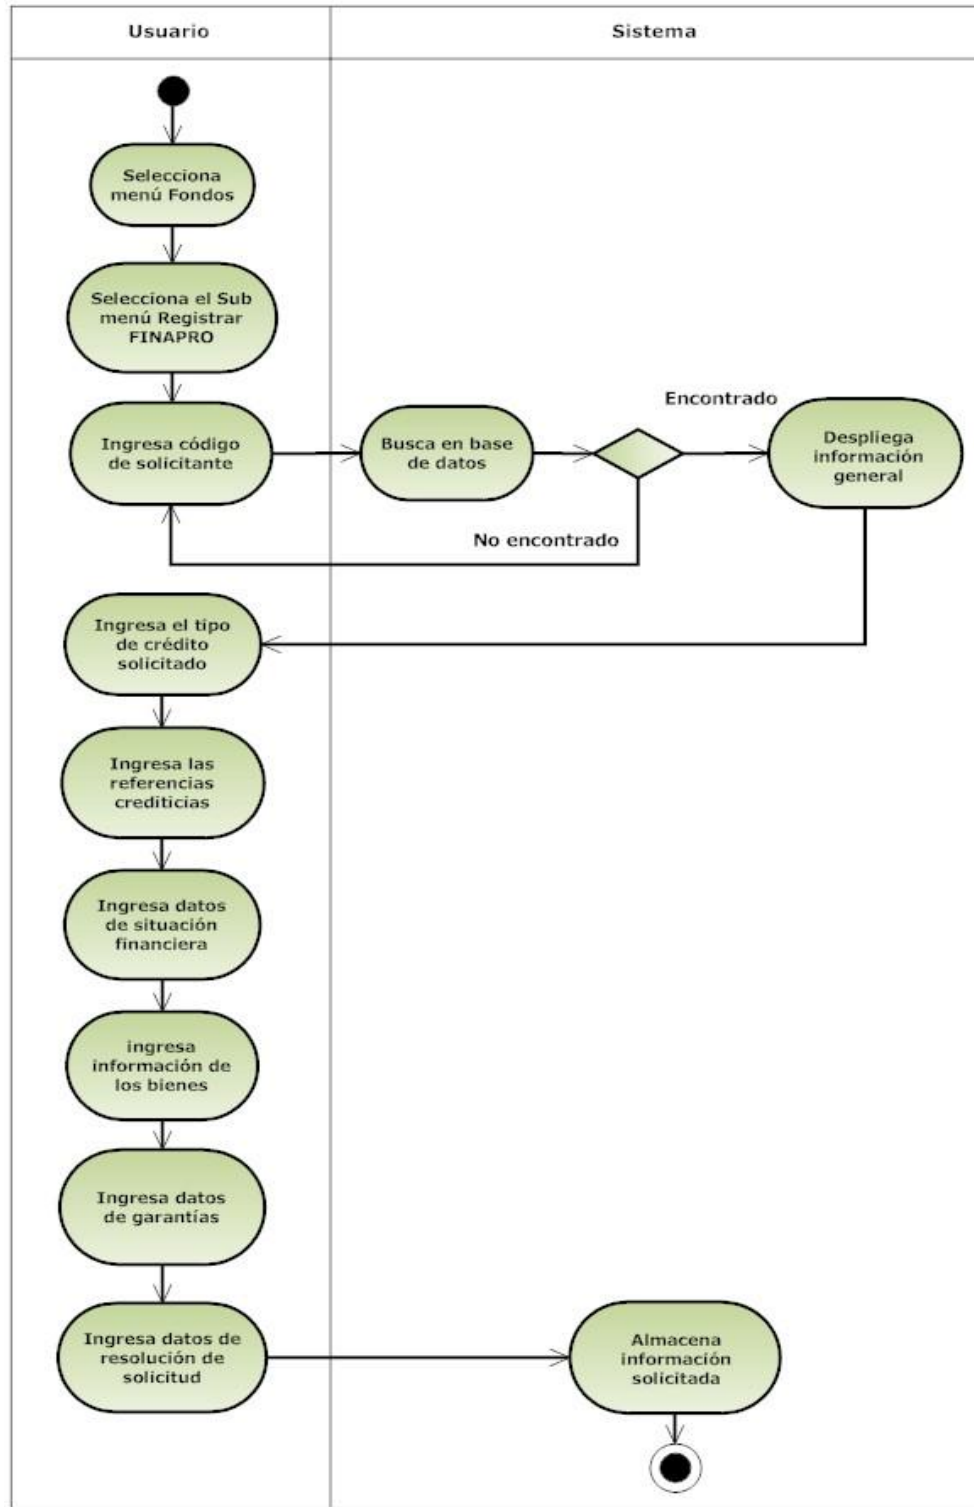 Usuario
Sistema
Selecciona
menú Fondos
Selecciona el Sub
menú Registrar
FINAPRO
Ingresa código
de solicitante
Busca en base
de datos
Encontrado
Despliega
información
general
No encontrado
Ingresa el tipo
de crédito
solicitado
Ingresa las
referencias
crediticias
Ingresa datos
de situación
financiera
ingresa
información de
los bienes
Ingresa datos
de garantías
Ingresa datos de
resolución de
solicitud
Almacena
información
solicitada